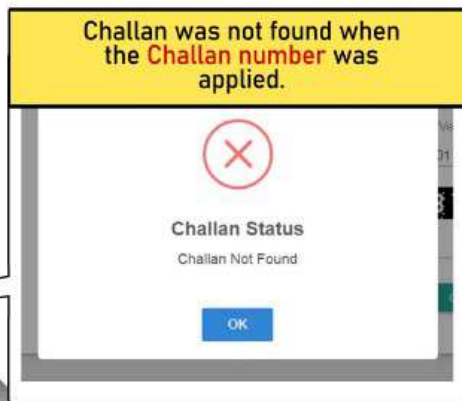 Challan was not found when
the Challan number was
applied.
Challan Status
Challan Not Found
OK